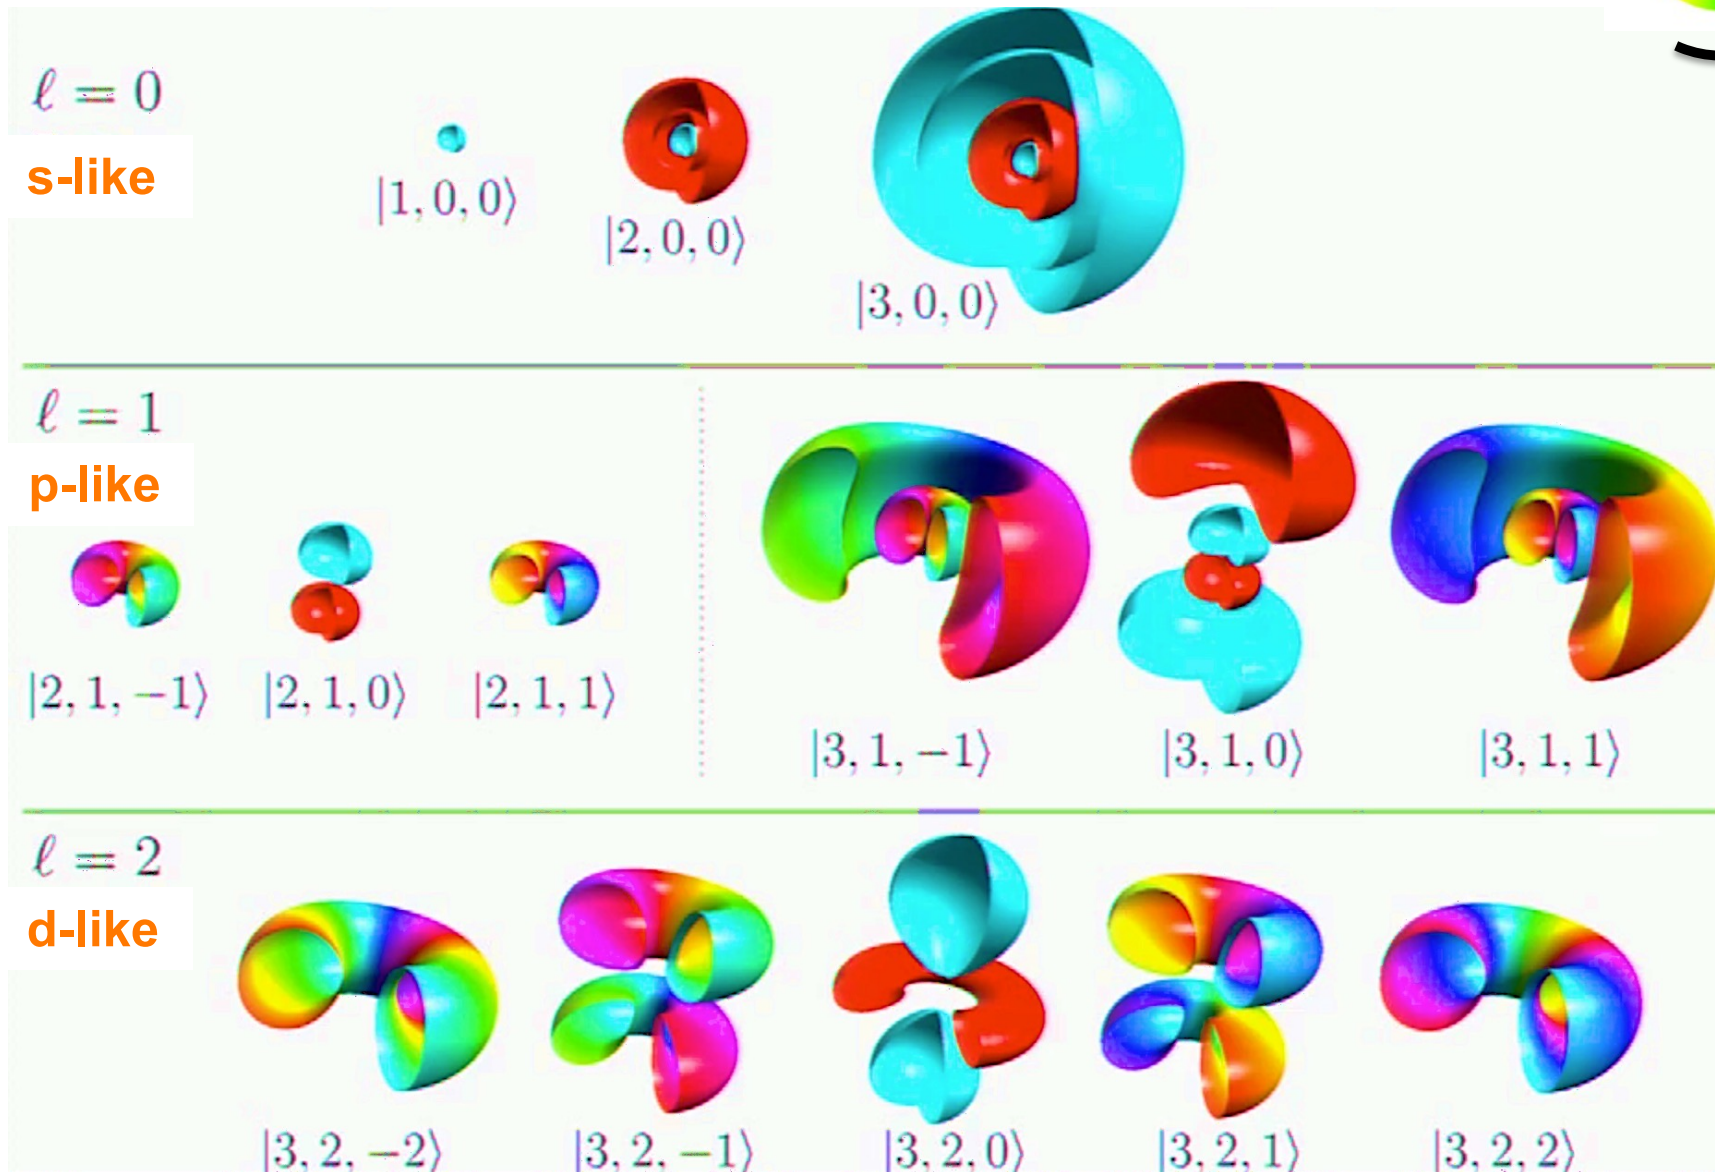 ℓ = 0
s-like
|1, 0, 0⟩
|2, 0, 0⟩
|3, 0, 0⟩
ℓ = 1
p-like
|2, 1, −1⟩
|2, 1, 0⟩
|2, 1, 1⟩
|3, 1, −1⟩
|3, 1, 0⟩
|3, 1, 1⟩
ℓ = 2
d-like
|3, 2, −2⟩
|3, 2, −1⟩
|3, 2, 0⟩
|3, 2, 1⟩
|3, 2, 2⟩